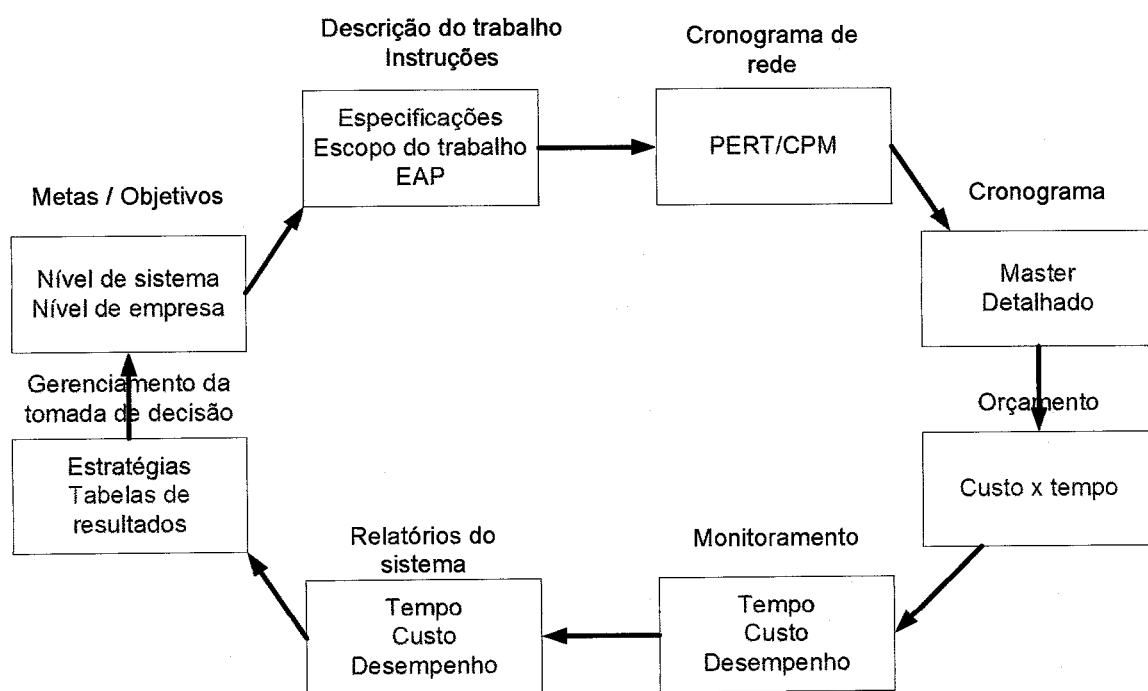 Descrição do trabalho
Instruções
Cronograma de
rede
Especificações
Escopo do trabalho
EAP
PERT/CPM
Metas / Objetivos
Cronograma
Nível de sistema
Nível de empresa
Master
Detalhado
Gerenciamento da
tomada de decisão
Orçamento
Estratégias
Tabelas de
resultados
Custo x tempo
Relatórios do
sistema
Monitoramento
Tempo
Custo
Desempenho
Tempo
Custo
Desempenho